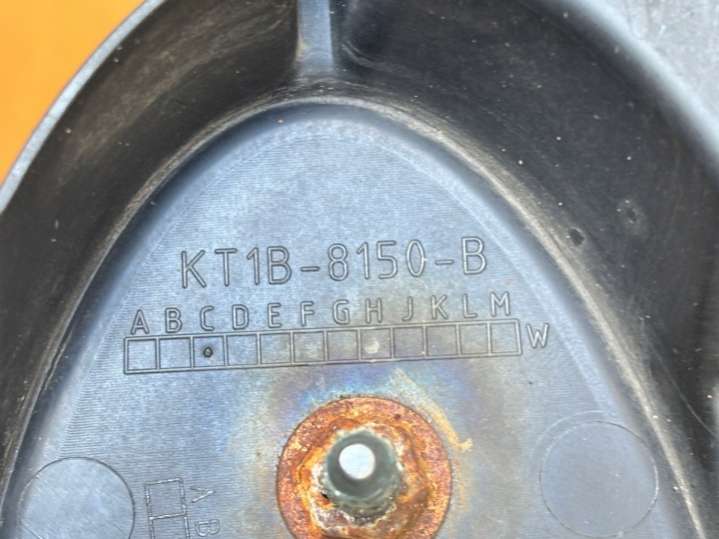 KT1B-8150-B
A B C D E F G H J K L M
W
A B